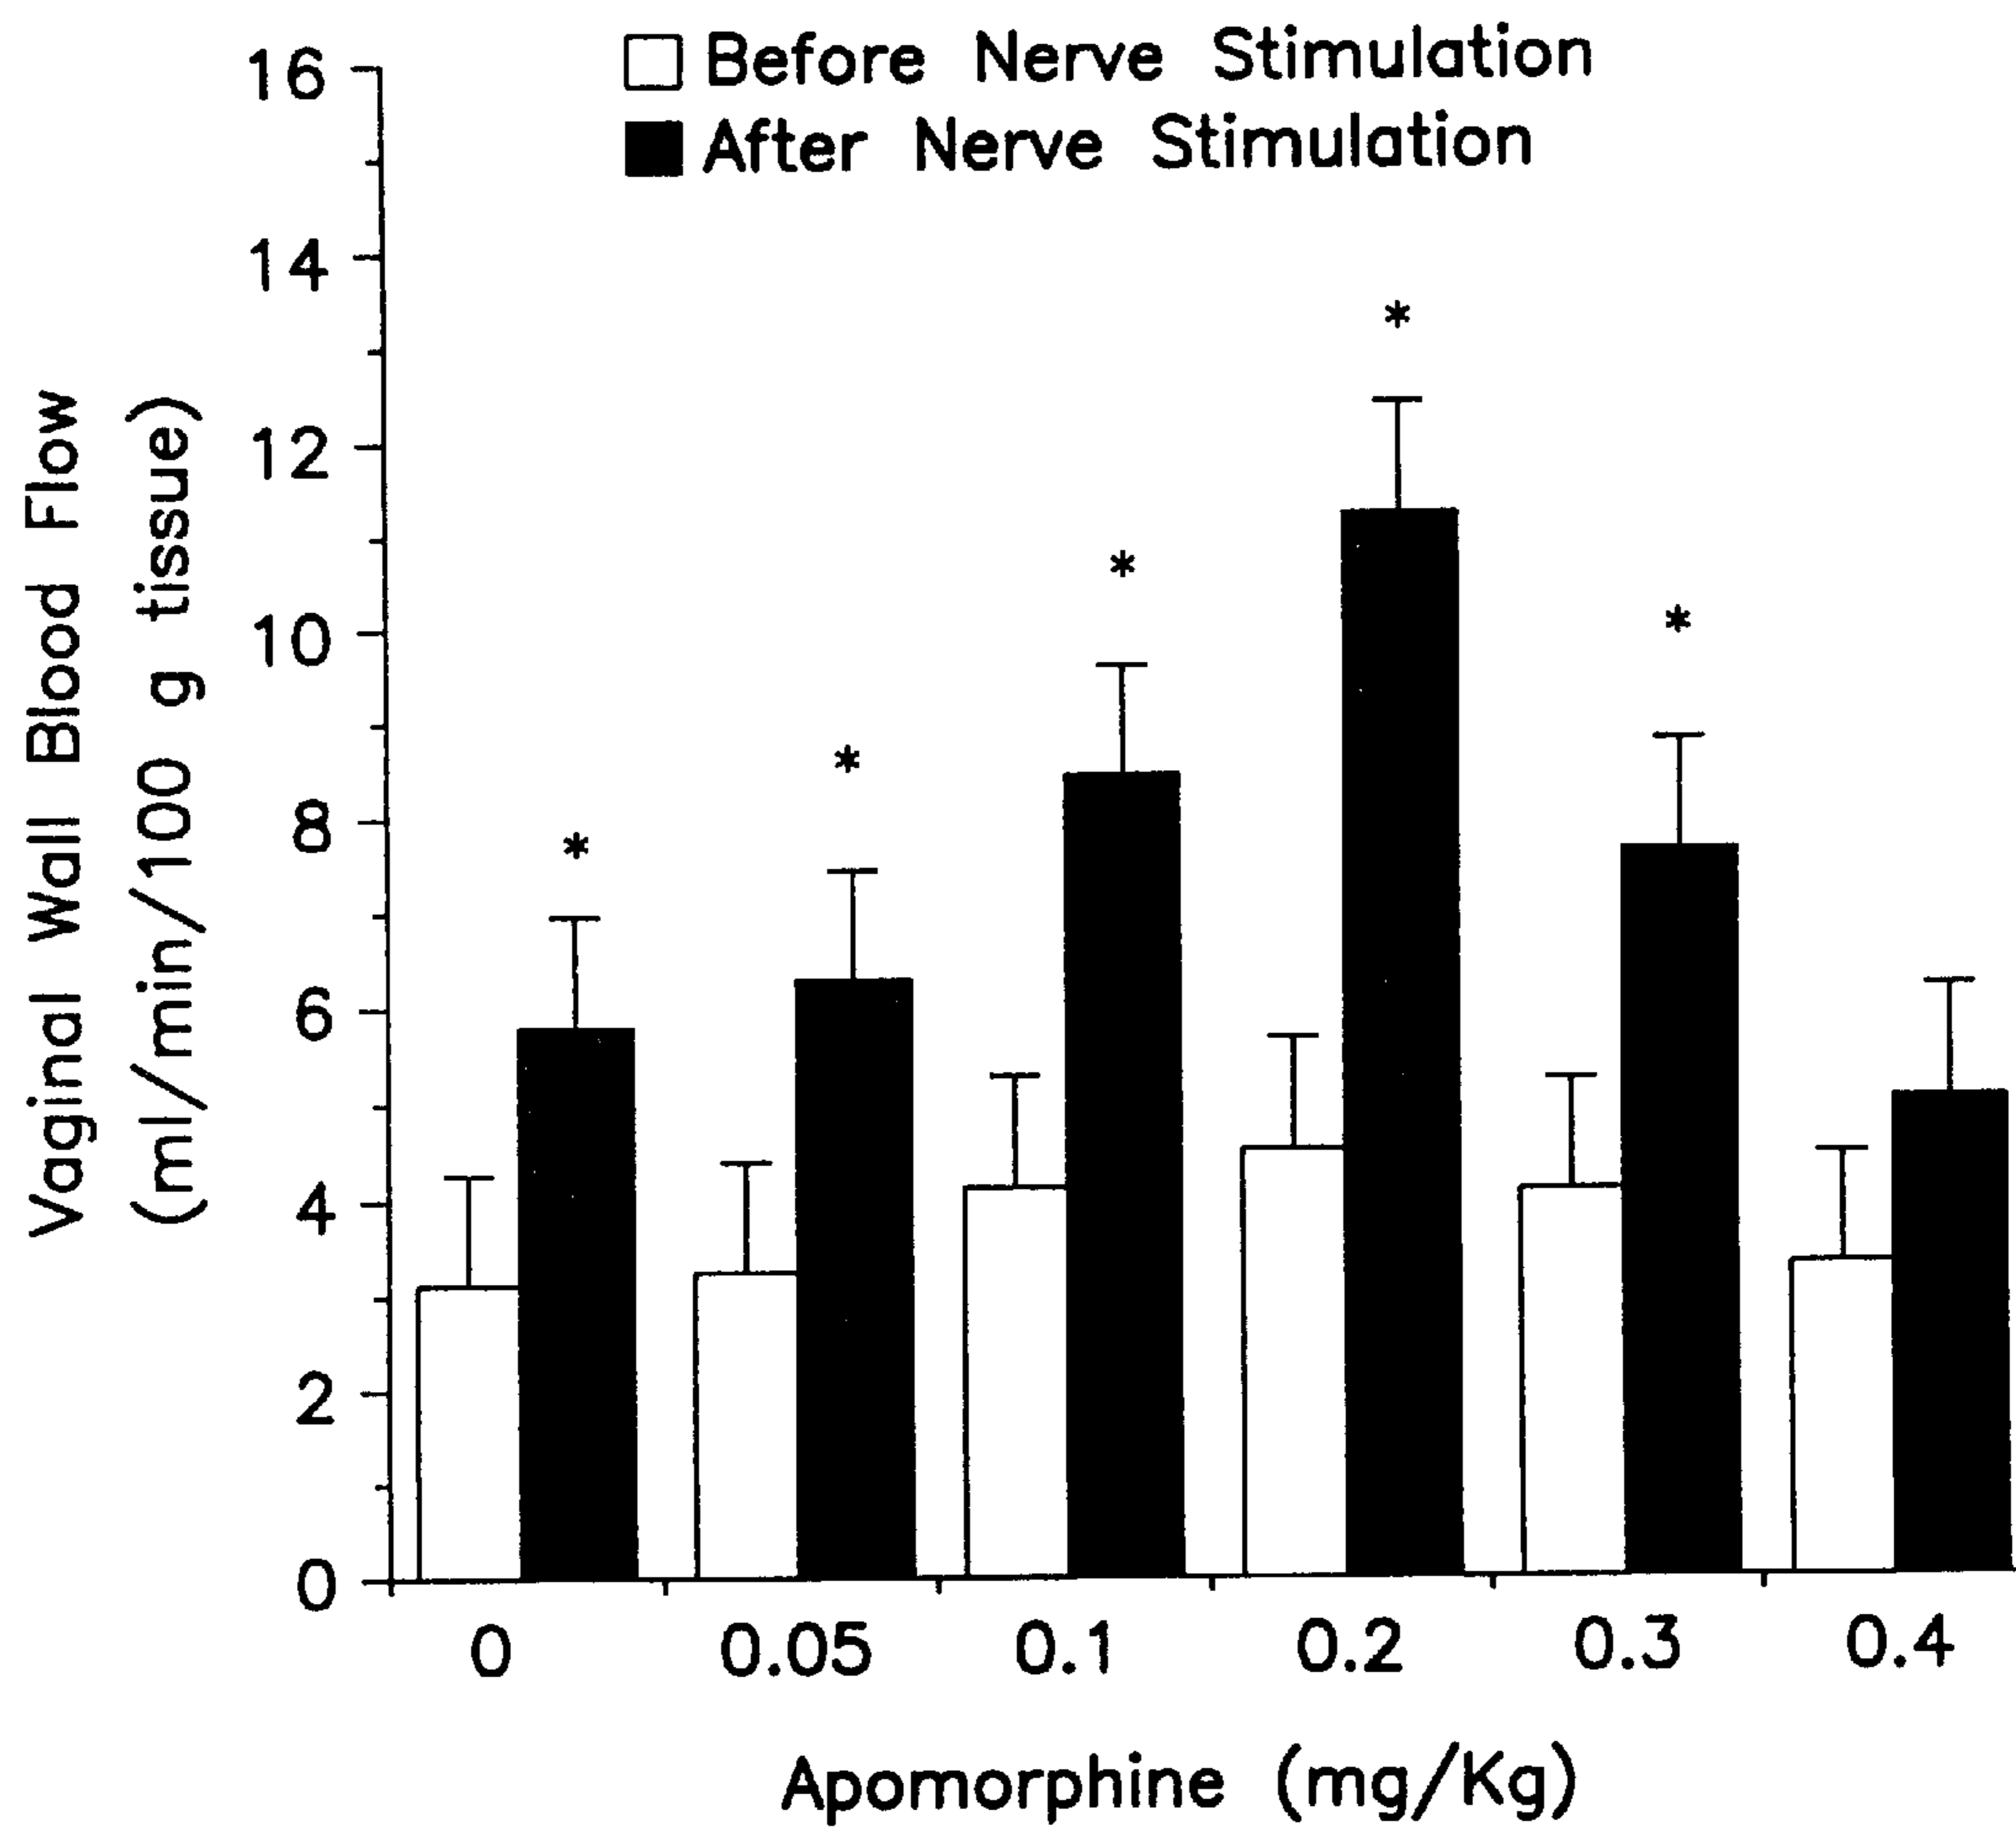 Before Nerve Stimulation
After Nerve Stimulation
16
14
12
10
8
6
4
2
0
Vaginal Wall Blood Flow
(ml/min/100 g tissue)
*
*
*
*
*
0 0.05 0.1 0.2 0.3 0.4
Apomorphine (mg/Kg)